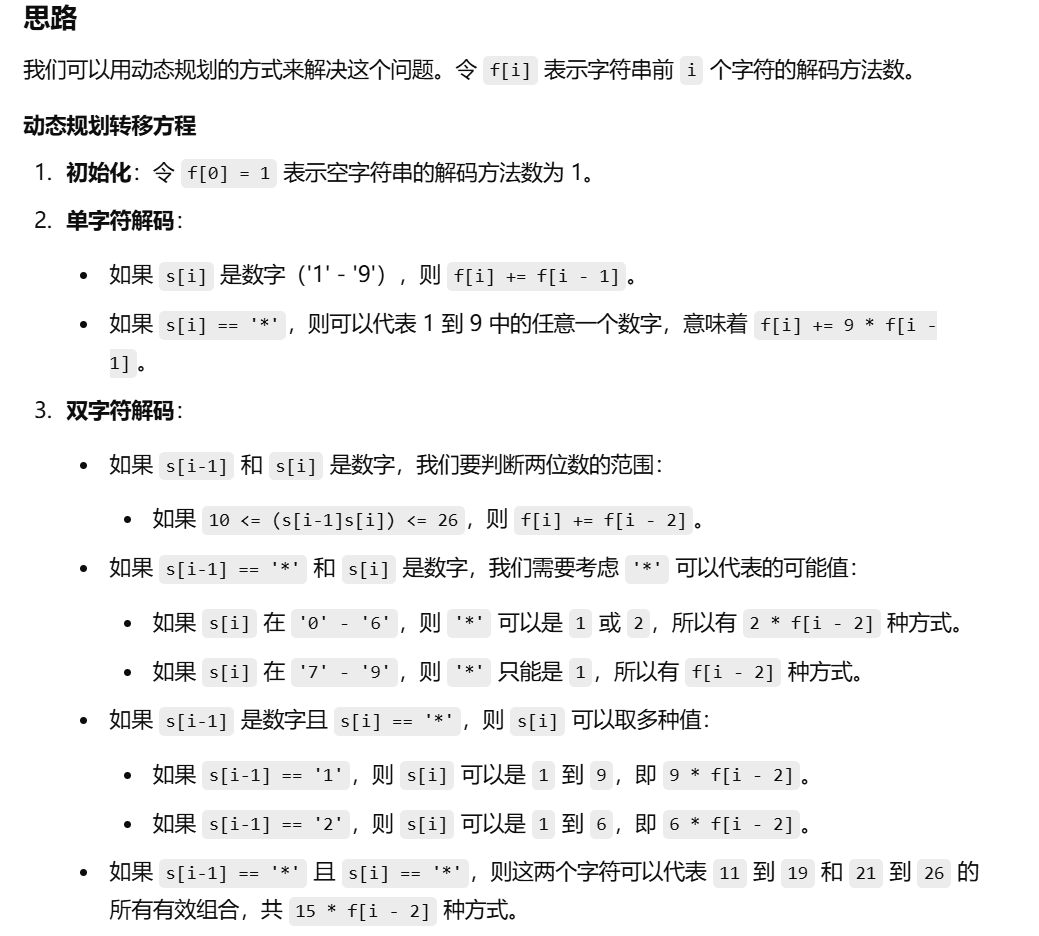 思路
我们可以用动态规划的方式来解决这个问题。令 f[i] 表示字符串前 i 个字符的解码方法数。
动态规划转移方程
1. 初始化：令 f[0] = 1 表示空字符串的解码方法数为 1。
2. 单字符解码：
• 如果 s[i] 是数字（'1' - '9'），则 f[i] += f[i - 1]。
• 如果 s[i] == '*'，则可以代表 1 到 9 中的任意一个数字，意味着 f[i] += 9 * f[i -
1]。
3. 双字符解码：
• 如果 s[i-1] 和 s[i] 是数字，我们要判断两位数的范围：
• 如果 10 <= (s[i-1]s[i]) <= 26，则 f[i] += f[i - 2]。
• 如果 s[i-1] == '*' 和 s[i] 是数字，我们需要考虑 '*' 可以代表的可能值：
• 如果 s[i] 在 '0' - '6'，则 '*' 可以是 1 或 2，所以有 2 * f[i - 2] 种方式。
• 如果 s[i] 在 '7' - '9'，则 '*' 只能是 1，所以有 f[i - 2] 种方式。
• 如果 s[i-1] 是数字且 s[i] == '*'，则 s[i] 可以取多种值：
• 如果 s[i-1] == '1'，则 s[i] 可以是 1 到 9，即 9 * f[i - 2]。
• 如果 s[i-1] == '2'，则 s[i] 可以是 1 到 6，即 6 * f[i - 2]。
• 如果 s[i-1] == '*' 且 s[i] == '*'，则这两个字符可以代表 11 到 19 和 21 到 26 的
所有有效组合，共 15 * f[i - 2] 种方式。